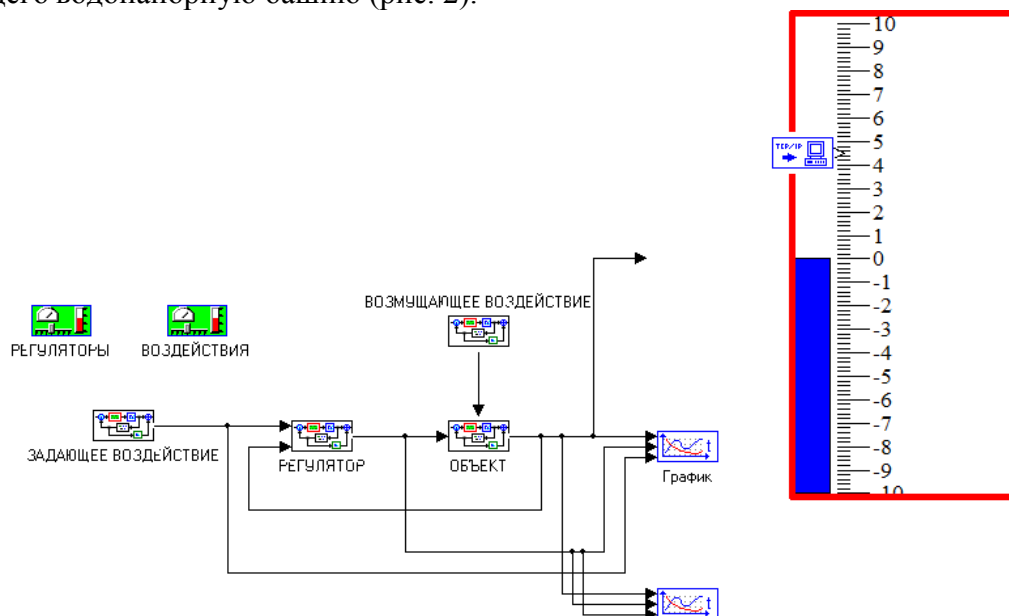 щего водонапорную башню (рис. 2).
10
9
8
7
6
5
4
3
2
1
0
-1
-2
-3
-4
-5
-6
-7
-8
-9
-10
TCP/IP
ВОЗМУЩАЮЩЕЕ ВОЗДЕЙСТВИЕ
РЕГУЛЯТОРЫ
ВОЗДЕЙСТВИЯ
ЗАДАЮЩЕЕ ВОЗДЕЙСТВИЕ
РЕГУЛЯТОР
ОБЪЕКТ
t
График
t